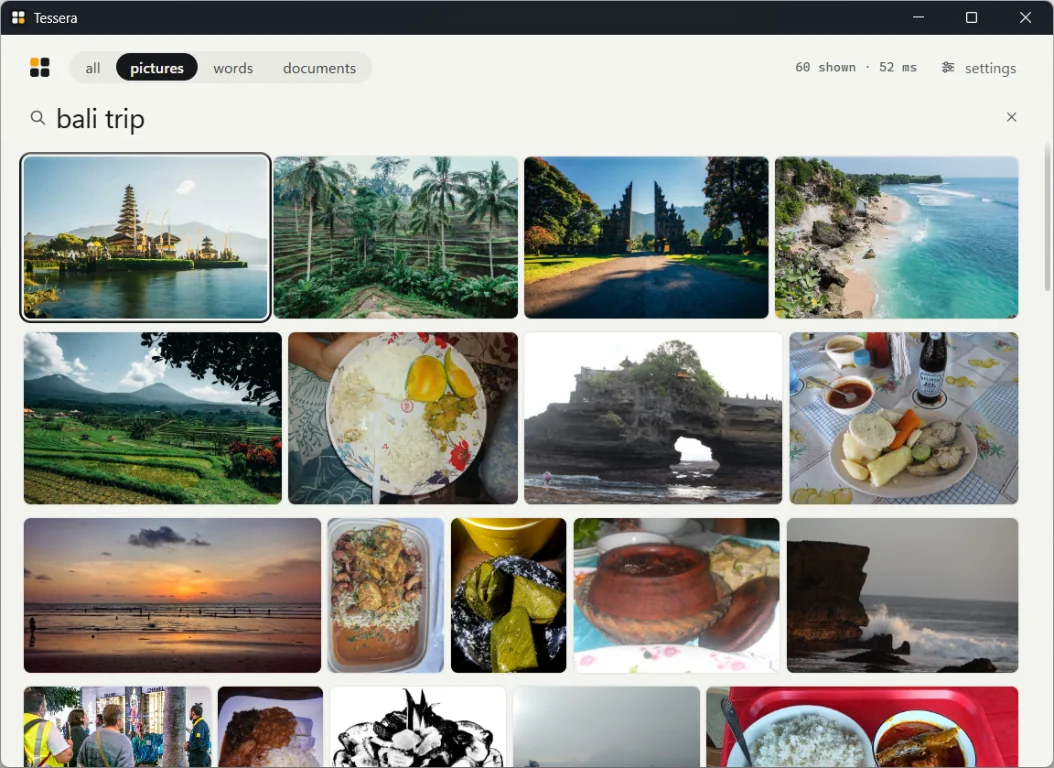 Tessera
all pictures words documents
60 shown · 52 ms settings
bali trip